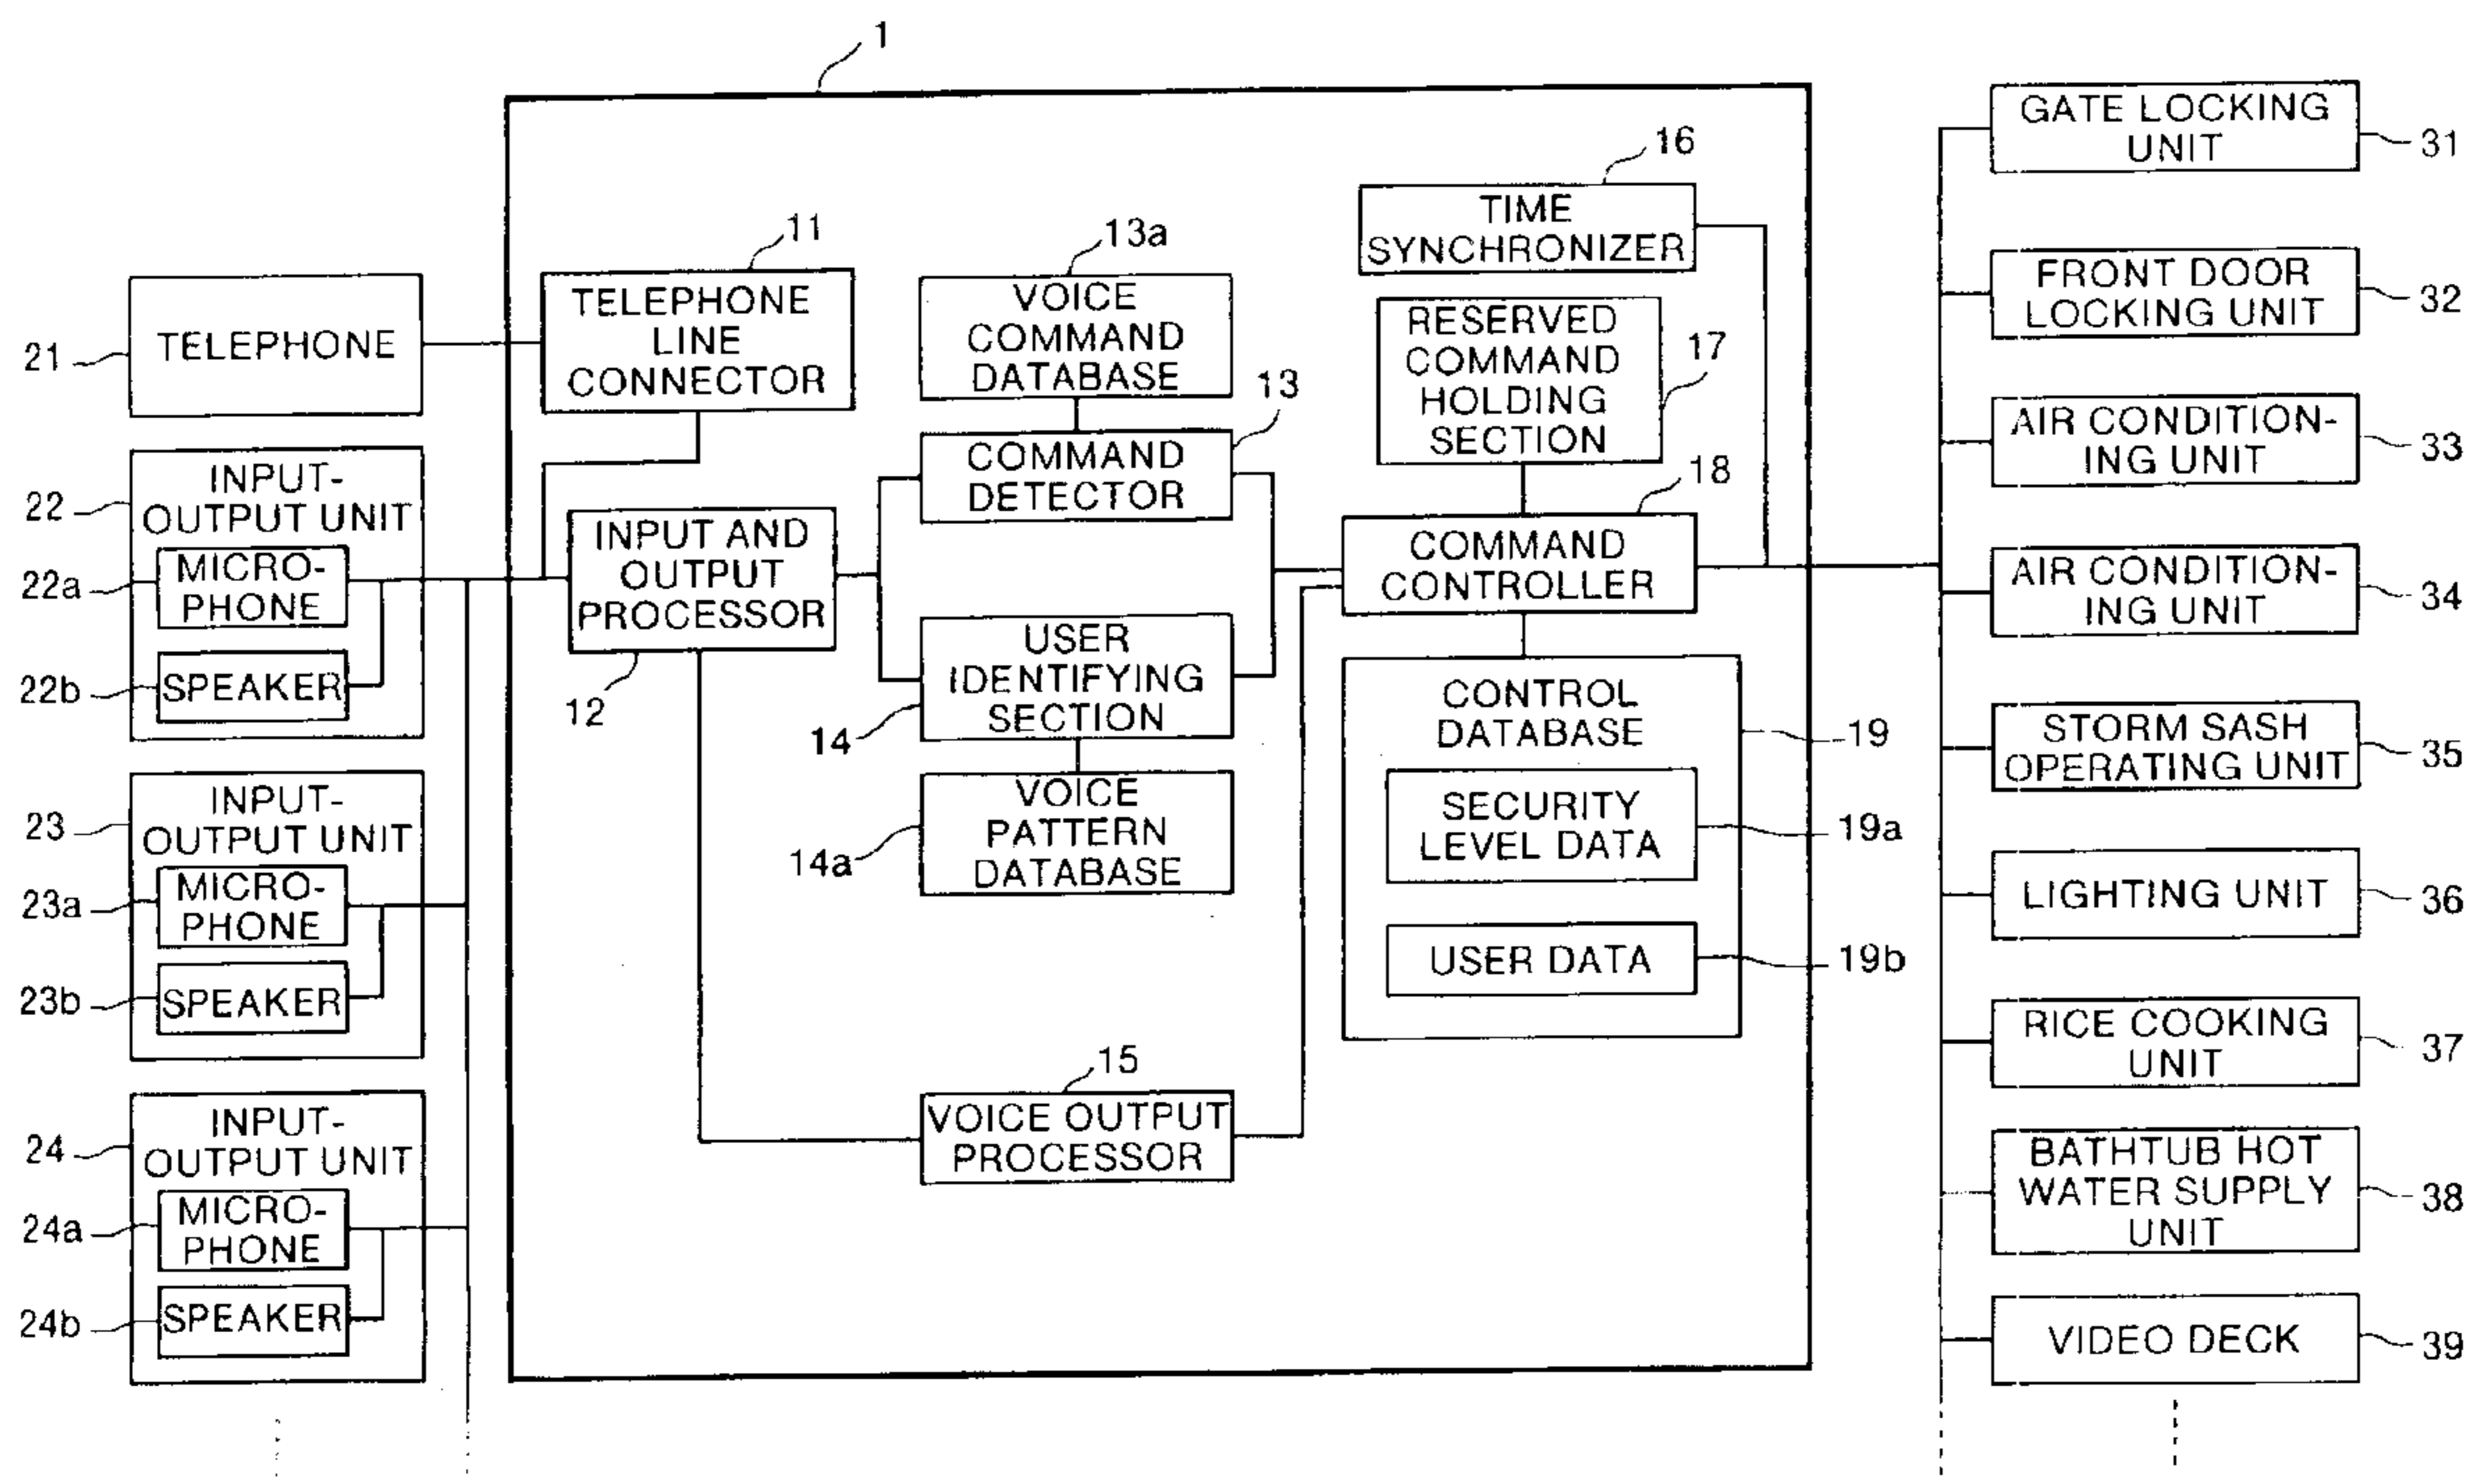 1
TELEPHONE
21
INPUT-
OUTPUT UNIT
22
MICRO-
PHONE
22a
SPEAKER
22b
INPUT-
OUTPUT UNIT
23
MICRO-
PHONE
23a
SPEAKER
23b
INPUT-
OUTPUT UNIT
24
MICRO-
PHONE
24a
SPEAKER
24b
11
TELEPHONE
LINE
CONNECTOR
INPUT AND
OUTPUT
PROCESSOR
12
13a
VOICE
COMMAND
DATABASE
13
COMMAND
DETECTOR
USER
IDENTIFYING
SECTION
14
VOICE
PATTERN
DATABASE
14a
15
VOICE OUTPUT
PROCESSOR
16
TIME
SYNCHRONIZER
RESERVED
COMMAND
HOLDING
SECTION
17
18
COMMAND
CONTROLLER
CONTROL
DATABASE
19
SECURITY
LEVEL DATA
19a
USER DATA
19b
GATE LOCKING
UNIT
31
FRONT DOOR
LOCKING UNIT
32
AIR CONDITION-
ING UNIT
33
AIR CONDITION-
ING UNIT
34
STORM SASH
OPERATING UNIT
35
LIGHTING UNIT
36
RICE COOKING
UNIT
37
BATHTUB HOT
WATER SUPPLY
UNIT
38
VIDEO DECK
39